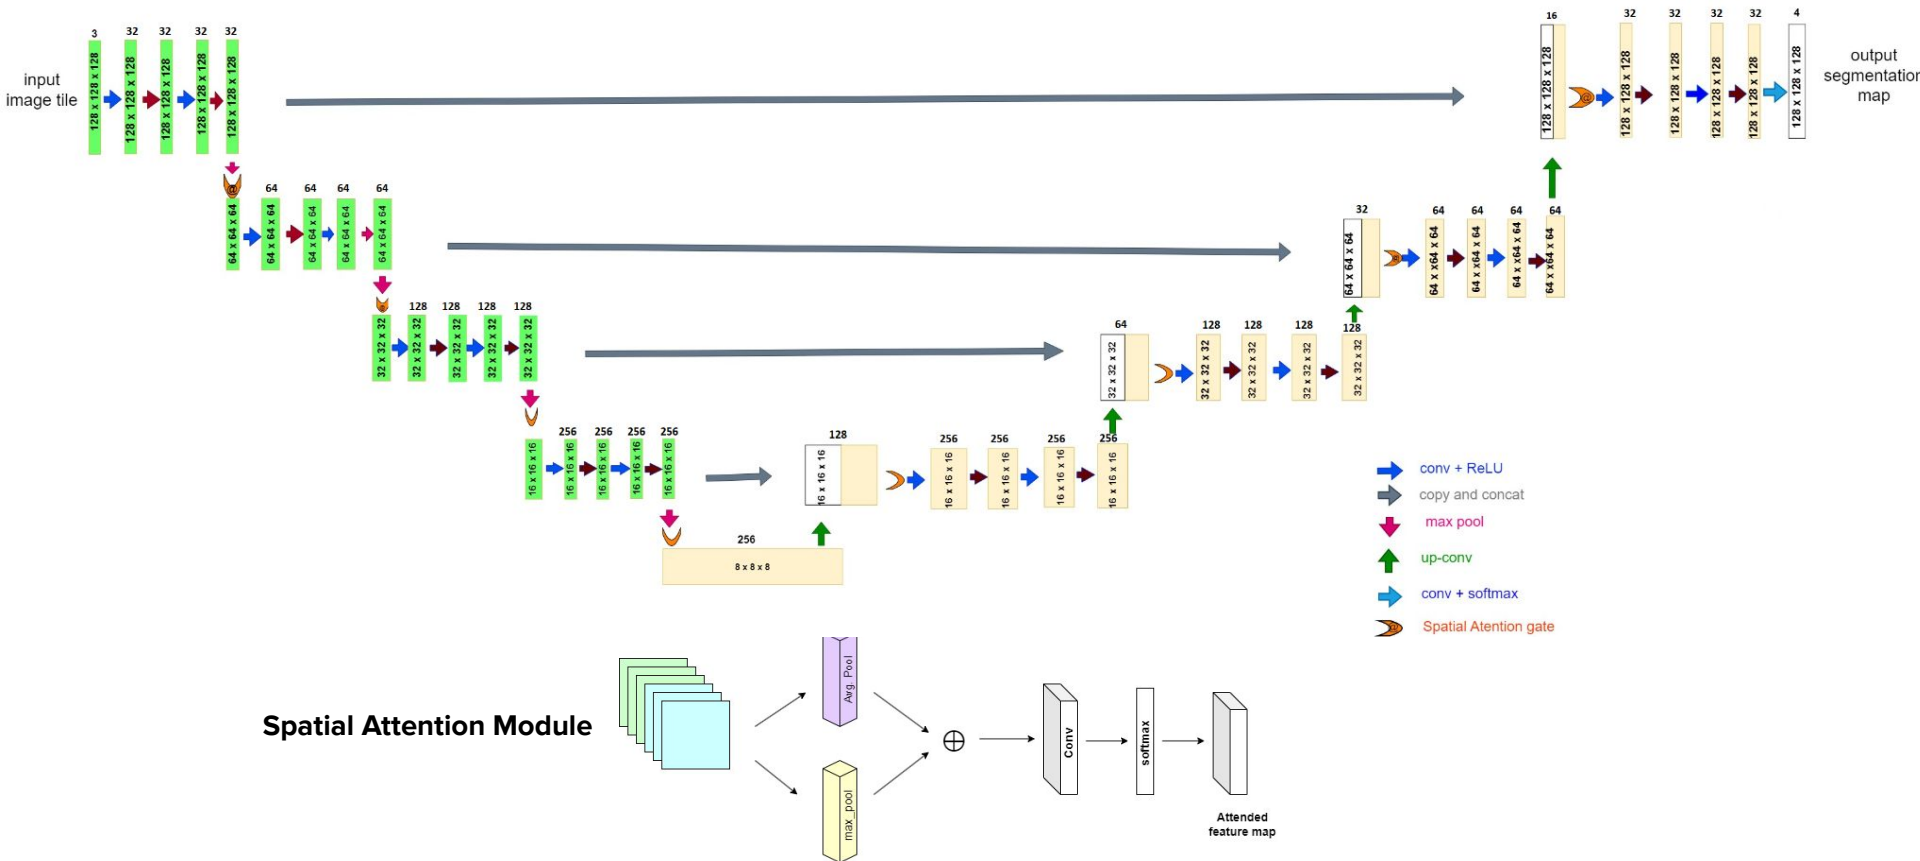 3 32 32 32 32
input
image tile
128 x 128 x 128
128 x 128 x 128
128 x 128 x 128
128 x 128 x 128
128 x 128 x 128
16 32 32 32 32 4
128 x 128 x 128
128 x 128 x 128
128 x 128 x 128
128 x 128 x 128
128 x 128 x 128
128 x 128 x 128
output
segmentation
map
64 64 64 64
64 x 64 x 64
64 x 64 x 64
64 x 64 x 64
64 x 64 x 64
64 x 64 x 64
32 64 64 64 64
64 x 64 x 64
64 x x64 x 64
64 x x64 x 64
64 x x64 x 64
64 x x64 x 64
128 128 128 128
32 x 32 x 32
32 x 32 x 32
32 x 32 x 32
32 x 32 x 32
32 x 32 x 32
64 128 128 128 128
32 x 32 x 32
32 x 32 x 32
32 x 32 x 32
32 x 32 x 32
32 x 32 x 32
256 256 256 256
16 x 16 x 16
16 x 16 x 16
16 x 16 x 16
16 x 16 x 16
16 x 16 x 16
128 256 256 256 256
16 x 16 x 16
16 x 16 x 16
16 x 16 x 16
16 x 16 x 16
16 x 16 x 16
256
8 x 8 x 8
conv + ReLU
copy and concat
max pool
up-conv
conv + softmax
Spatial Atention gate
Spatial Attention Module
Avg. Pool
max_pool
Conv
softmax
Attended
feature map